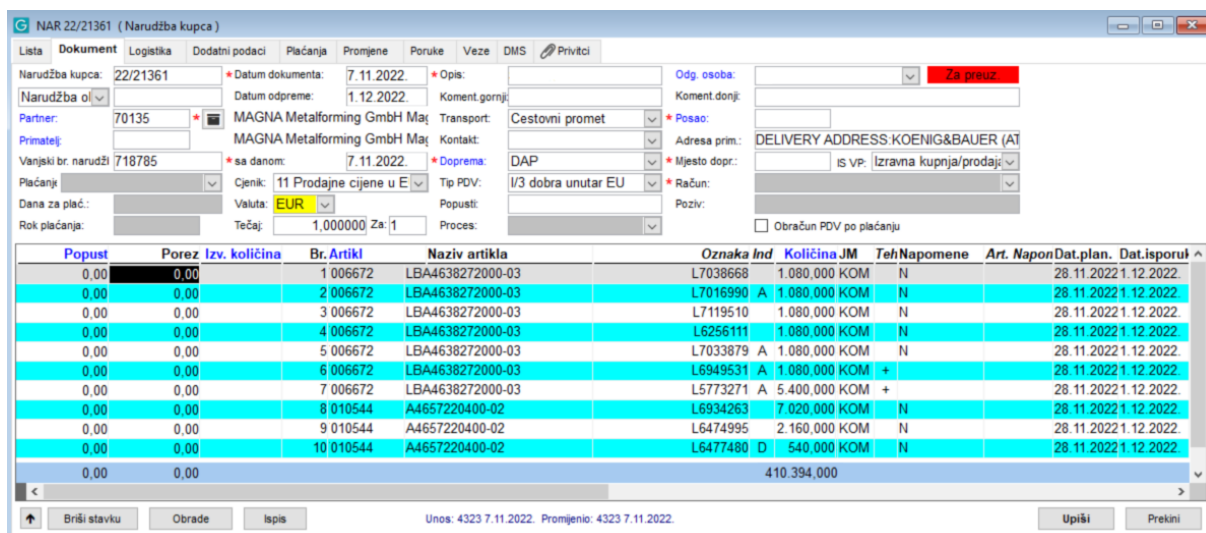 NAR 22/21361 ( Narudžba kupca )
Lista Dokument Logistika Dodatni podaci Plaćanja Promjene Poruke Veze DMS Privitci
Narudžba kupca: 22/21361 * Datum dokumenta: 7.11.2022. * Opis: Odg. osoba: Za preuz.
Narudžba ol Datum odpreme: 1.12.2022. Koment.gornji: Koment.donji:
Partner: 70135 * MAGNA Metalforming GmbH Mag Transport: Cestovni promet * Posao:
Primatelj: MAGNA Metalforming GmbH Mag Kontakt: Adresa prim.: DELIVERY ADDRESS:KOENIG&BAUER (AT
Vanjski br. narudži 718785 * sa danom: 7.11.2022. * Doprema: DAP * Mjesto dopr.: IS VP: Izravna kupnja/prodaja
Plaćanje Cjenik: 11 Prodajne cijene u E Tip PDV: I/3 dobra unutar EU * Račun:
Dana za plać.: Valuta: EUR Popusti: Poziv:
Rok plaćanja: Tečaj: 1,000000 Za: 1 Proces: Obračun PDV po plaćanju
Popust Porez Izv. količina Br. Artikl Naziv artikla Oznaka Ind Količina JM Teh Napomene Art. Napon Dat.plan. Dat.isporuk
0,00 0,00 1 006672 LBA4638272000-03 L7038668 1.080,000 KOM N 28.11.2022 1.12.2022.
0,00 0,00 2 006672 LBA4638272000-03 L7016990 A 1.080,000 KOM N 28.11.2022 1.12.2022.
0,00 0,00 3 006672 LBA4638272000-03 L7119510 1.080,000 KOM N 28.11.2022 1.12.2022.
0,00 0,00 4 006672 LBA4638272000-03 L6256111 1.080,000 KOM N 28.11.2022 1.12.2022.
0,00 0,00 5 006672 LBA4638272000-03 L7033879 A 1.080,000 KOM N 28.11.2022 1.12.2022.
0,00 0,00 6 006672 LBA4638272000-03 L6949531 A 1.080,000 KOM + 28.11.2022 1.12.2022.
0,00 0,00 7 006672 LBA4638272000-03 L5773271 A 5.400,000 KOM + 28.11.2022 1.12.2022.
0,00 0,00 8 010544 A4657220400-02 L6934263 7.020,000 KOM N 28.11.2022 1.12.2022.
0,00 0,00 9 010544 A4657220400-02 L6474995 2.160,000 KOM N 28.11.2022 1.12.2022.
0,00 0,00 10 010544 A4657220400-02 L6477480 D 540,000 KOM N 28.11.2022 1.12.2022.
0,00 0,00 410.394,000
Briši stavku Obrade Ispis Unos: 4323 7.11.2022. Promijenio: 4323 7.11.2022. Upiši Prekini